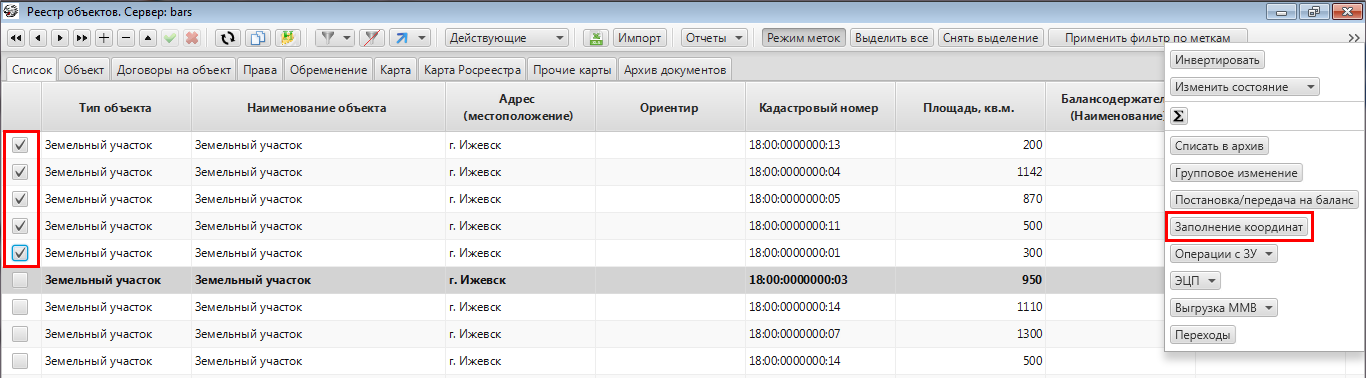 Реестр объектов. Сервер: bars
Действующие Импорт Отчеты Режим меток Выделить все Снять выделение Применить фильтр по меткам
Список Объект Договоры на объект Права Обременение Карта Карта Росреестра Прочие карты Архив документов
Тип объекта Наименование объекта Адрес (местоположение) Ориентир Кадастровый номер Площадь, кв.м. Балансодержател (Наименование)
Земельный участок Земельный участок г. Ижевск 18:00:0000000:13 200
Земельный участок Земельный участок г. Ижевск 18:00:0000000:04 1142
Земельный участок Земельный участок г. Ижевск 18:00:0000000:05 870
Земельный участок Земельный участок г. Ижевск 18:00:0000000:11 500
Земельный участок Земельный участок г. Ижевск 18:00:0000000:01 300
Земельный участок Земельный участок г. Ижевск 18:00:0000000:03 950
Земельный участок Земельный участок г. Ижевск 18:00:0000000:14 1110
Земельный участок Земельный участок г. Ижевск 18:00:0000000:07 1300
Земельный участок Земельный участок г. Ижевск 18:00:0000000:14 500
Инвертировать
Изменить состояние
Σ
Списать в архив
Групповое изменение
Постановка/передача на баланс
Заполнение координат
Операции с ЗУ
ЭЦП
Выгрузка ММВ
Переходы